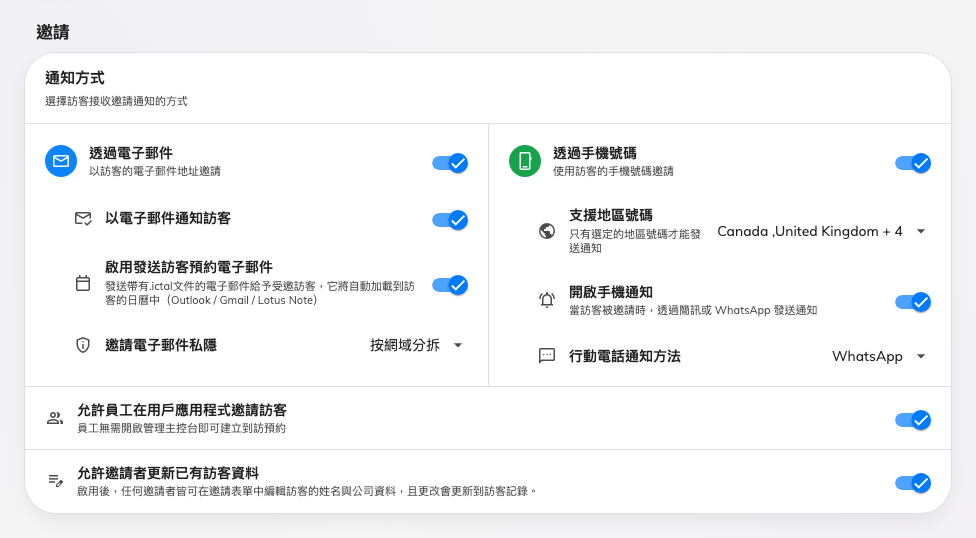 邀請
通知方式
選擇訪客接收邀請通知的方式
透過電子郵件
以訪客的電子郵件地址邀請
以電子郵件通知訪客
啟用發送訪客預約電子郵件
發送帶有.ictal文件的電子郵件給予受邀訪客，它將自動加載到訪
客的日曆中（Outlook / Gmail / Lotus Note）
邀請電子郵件私隱
按網域分拆
透過手機號碼
使用訪客的手機號碼邀請
支援地區號碼
只有選定的地區號碼才能發
送通知
Canada ,United Kingdom + 4
開啟手機通知
當訪客被邀請時，透過簡訊或 WhatsApp 發送通知
行動電話通知方法
WhatsApp
允許員工在用戶應用程式邀請訪客
員工無需開啟管理主控台即可建立到訪預約
允許邀請者更新已有訪客資料
啟用後，任何邀請者皆可在邀請表單中編輯訪客的姓名與公司資料，且更改會更新到訪客記錄。